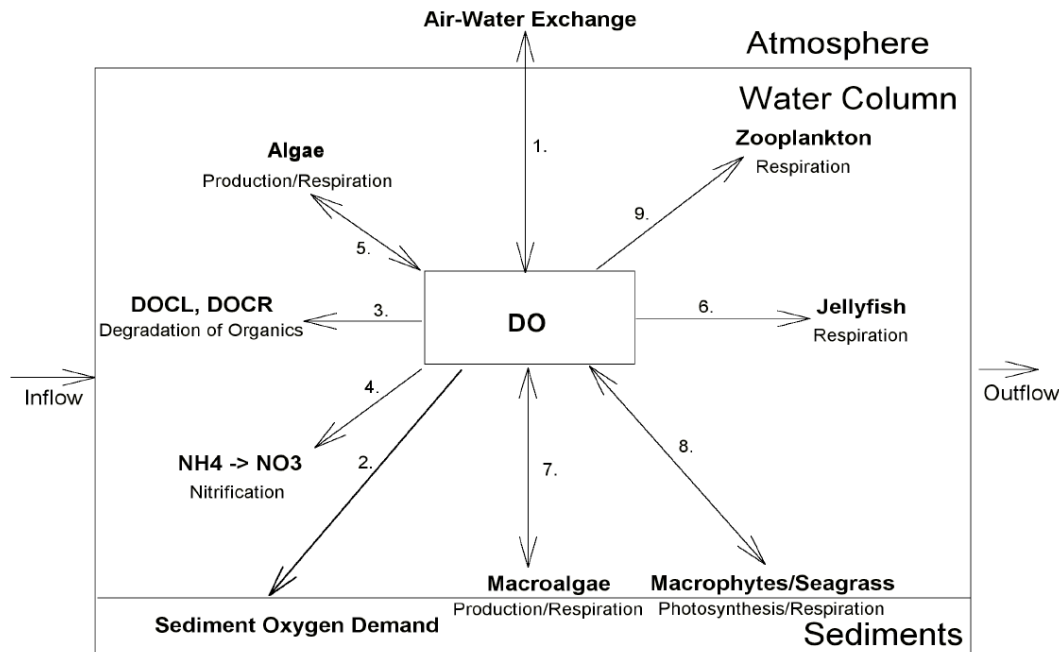 Air-Water Exchange
Atmosphere
Water Column
1.
Algae
Production/Respiration
Zooplankton
Respiration
5.
9.
DOCL, DOCR
Degradation of Organics
3.
DO
6.
Jellyfish
Respiration
Inflow
4.
Outflow
NH4 -> NO3
Nitrification
2.
7.
8.
Macroalgae
Production/Respiration
Macrophytes/Seagrass
Photosynthesis/Respiration
Sediment Oxygen Demand
Sediments